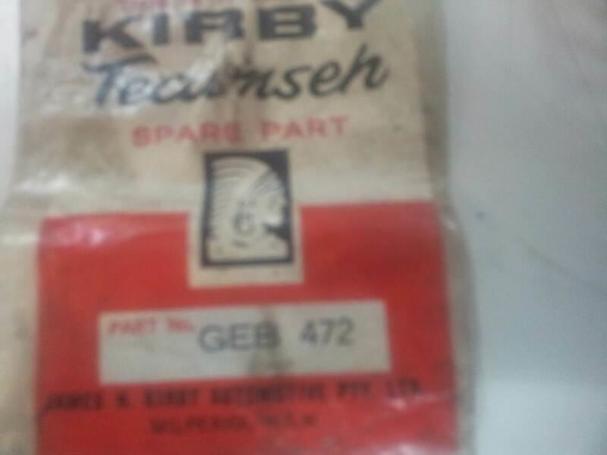 KIRBY
Tecumseh
SPARE PART
PART No. GEB 472
JAMES N. KIRBY AUTOMOTIVE PTY. LTD.